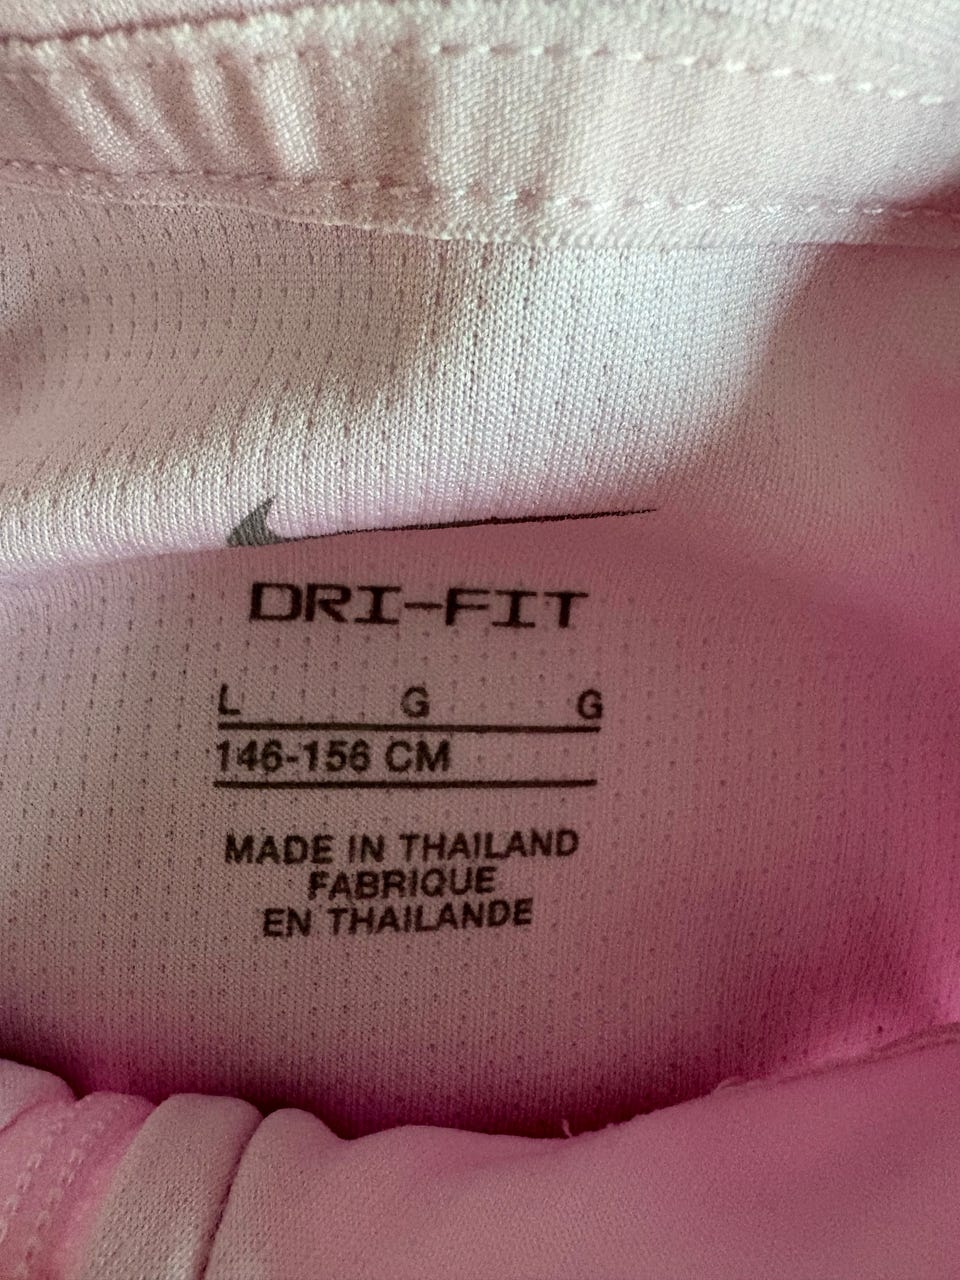 DRI-FIT
L G G
146-156 CM
MADE IN THAILAND
FABRIQUE
EN THAILANDE